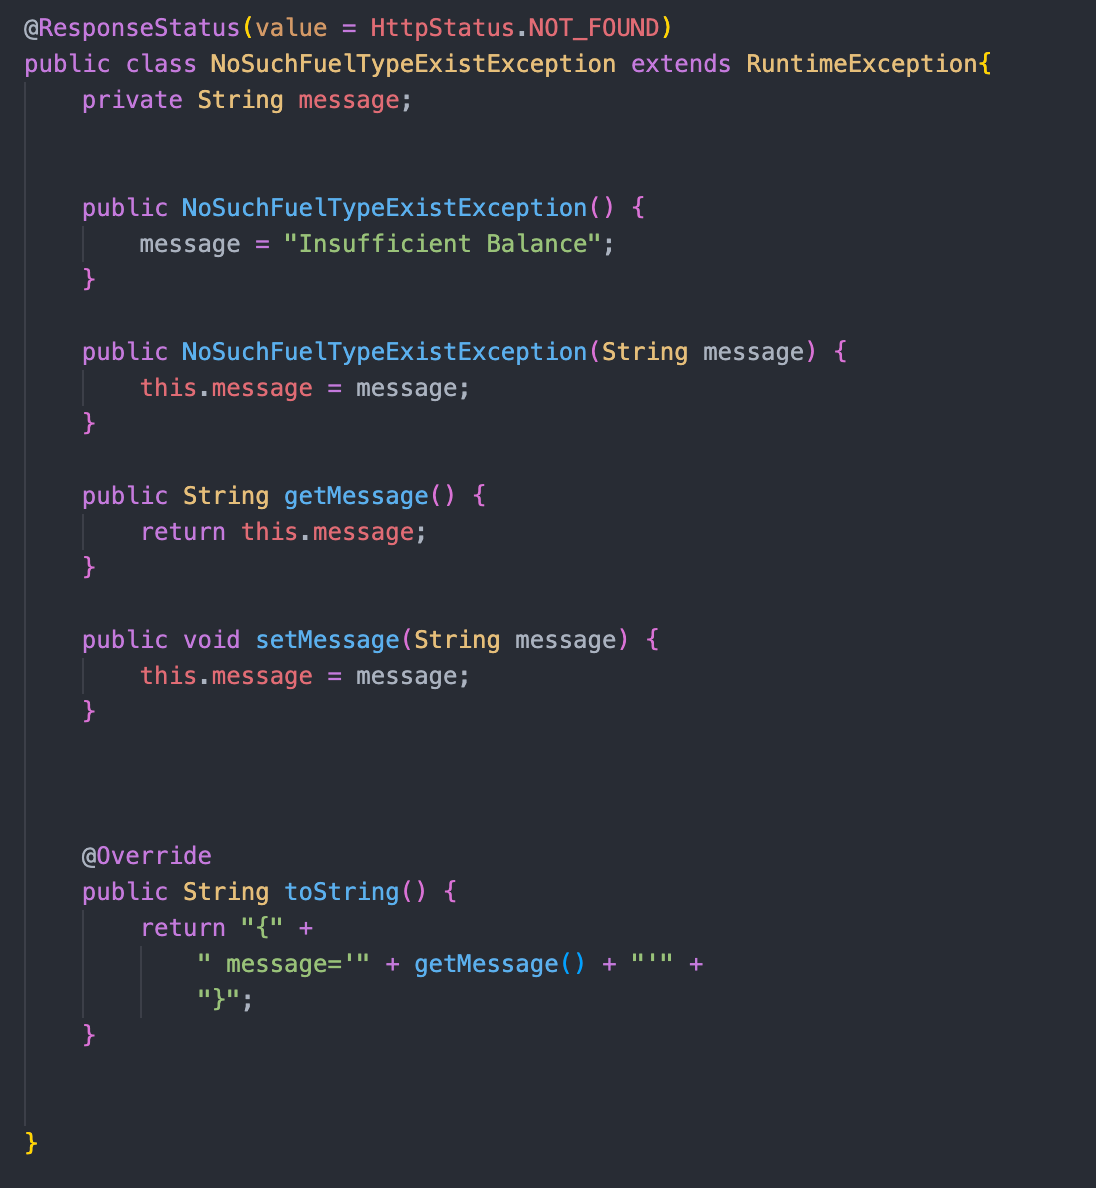 @ResponseStatus(value = HttpStatus.NOT_FOUND)
public class NoSuchFuelTypeExistException extends RuntimeException{
    private String message;


    public NoSuchFuelTypeExistException() {
        message = "Insufficient Balance";
    }

    public NoSuchFuelTypeExistException(String message) {
        this.message = message;
    }

    public String getMessage() {
        return this.message;
    }

    public void setMessage(String message) {
        this.message = message;
    }



    @Override
    public String toString() {
        return "{" +
            " message='" + getMessage() + "'" +
            "}";
    }


}